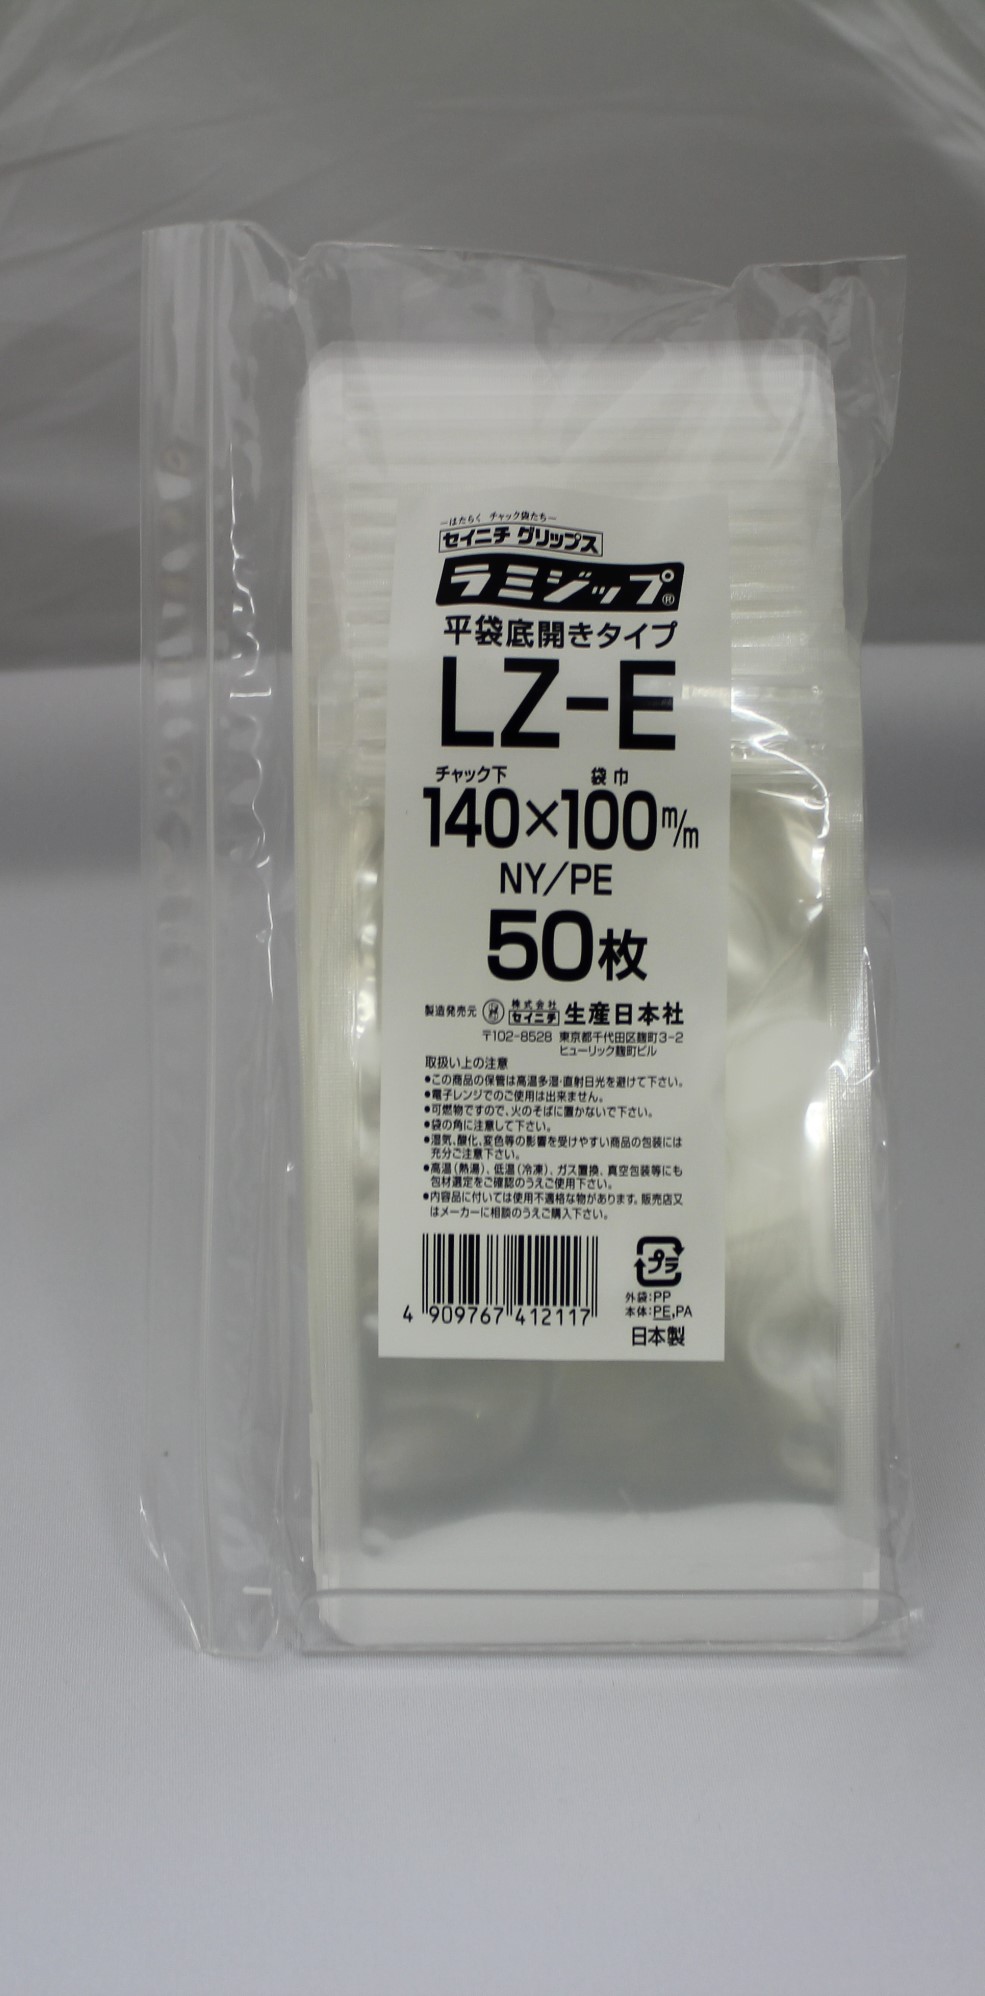 ―はたらく チャック袋たち―
セイニチ グリップス
ラミジップ®
平袋底開きタイプ
LZ-E
チャック下 袋巾
140×100m/m
NY/PE
50枚
製造発売元 株式会社 セイニチ 生産日本社
〒102-8528 東京都千代田区麹町3-2
ヒューリック麹町ビル
取扱い上の注意
●この商品の保管は高温多湿・直射日光を避けて下さい。
●電子レンジでのご使用は出来ません。
●可燃物ですので、火のそばに置かないで下さい。
●袋の角に注意して下さい。
●湿気、酸化、変色等の影響を受けやすい商品の包装には
充分ご注意下さい。
●高温(熱湯)、低温(冷凍)、ガス置換、真空包装等にも
包材選定をご確認のうえご使用下さい。
●内容品に付いては使用不適格な物があります。販売店又
はメーカーに相談のうえご購入下さい。
プラ
外袋:PP
本体:PE,PA
日本製
4 909767 412117